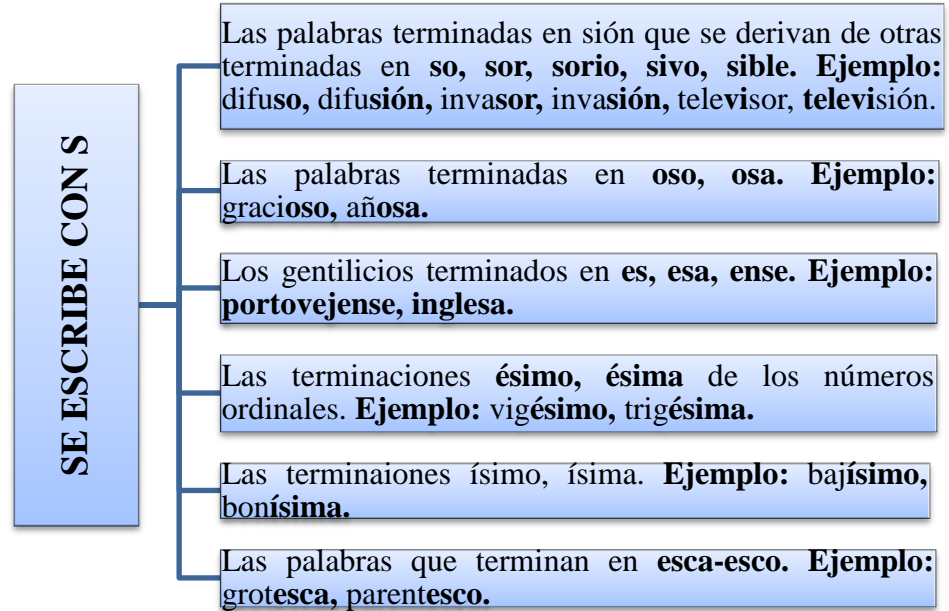 SE ESCRIBE CON S
Las palabras terminadas en sión que se derivan de otras
terminadas en so, sor, sorio, sivo, sible. Ejemplo:
difuso, difusión, invasor, invasión, televisor, televisión.
Las palabras terminadas en oso, osa. Ejemplo:
gracioso, añosa.
Los gentilicios terminados en es, esa, ense. Ejemplo:
portovejense, inglesa.
Las terminaciones ésimo, ésima de los números
ordinales. Ejemplo: vigésimo, trigésima.
Las terminaiones ísimo, ísima. Ejemplo: bajísimo,
bonísima.
Las palabras que terminan en esca-esco. Ejemplo:
grotesca, parentesco.